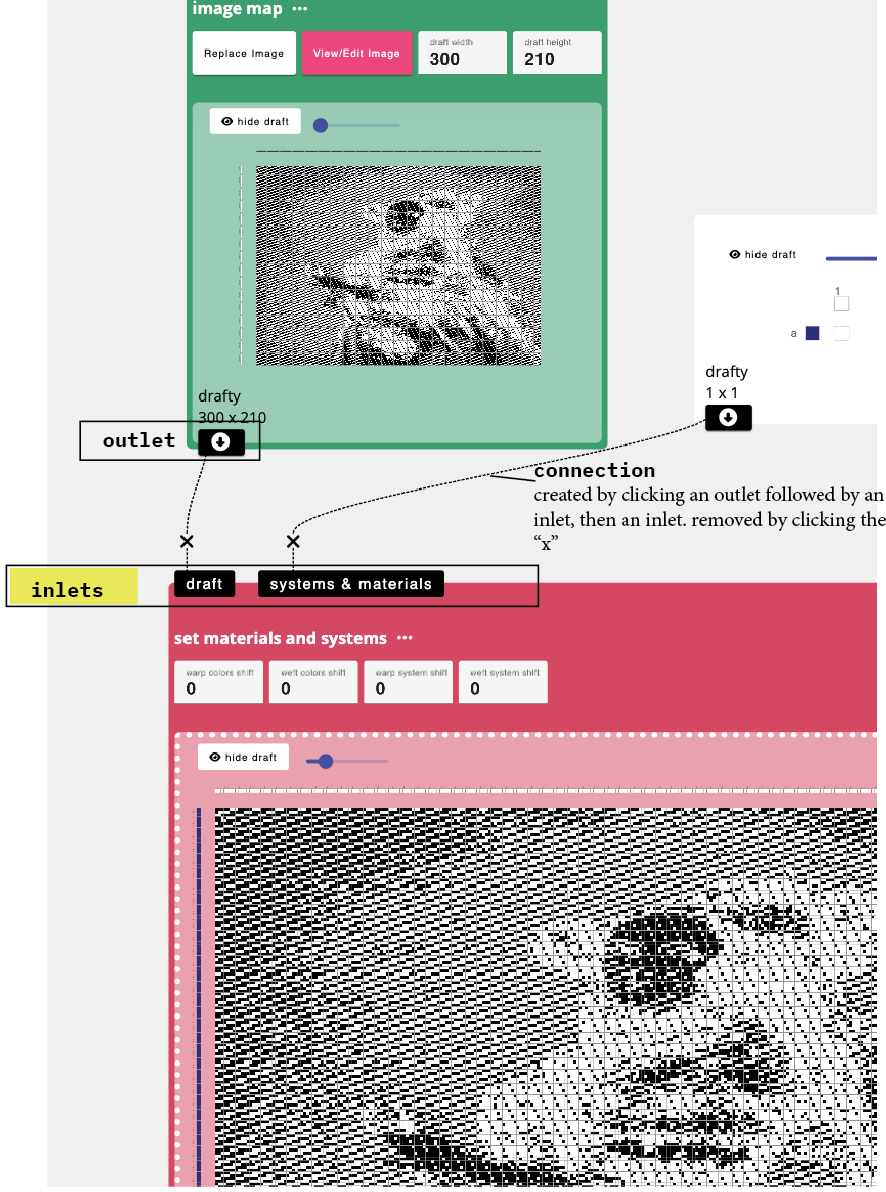 image map ...
Replace Image
View/Edit Image
draft width
300
draft height
210
hide draft
hide draft
1
a
drafty
1 x 1
drafty
300 x 210
outlet
connection
created by clicking an outlet followed by an
inlet, then an inlet. removed by clicking the
“x”
inlets
draft
systems & materials
set materials and systems ...
warp colors shift
0
weft colors shift
0
warp system shift
0
weft system shift
0
hide draft